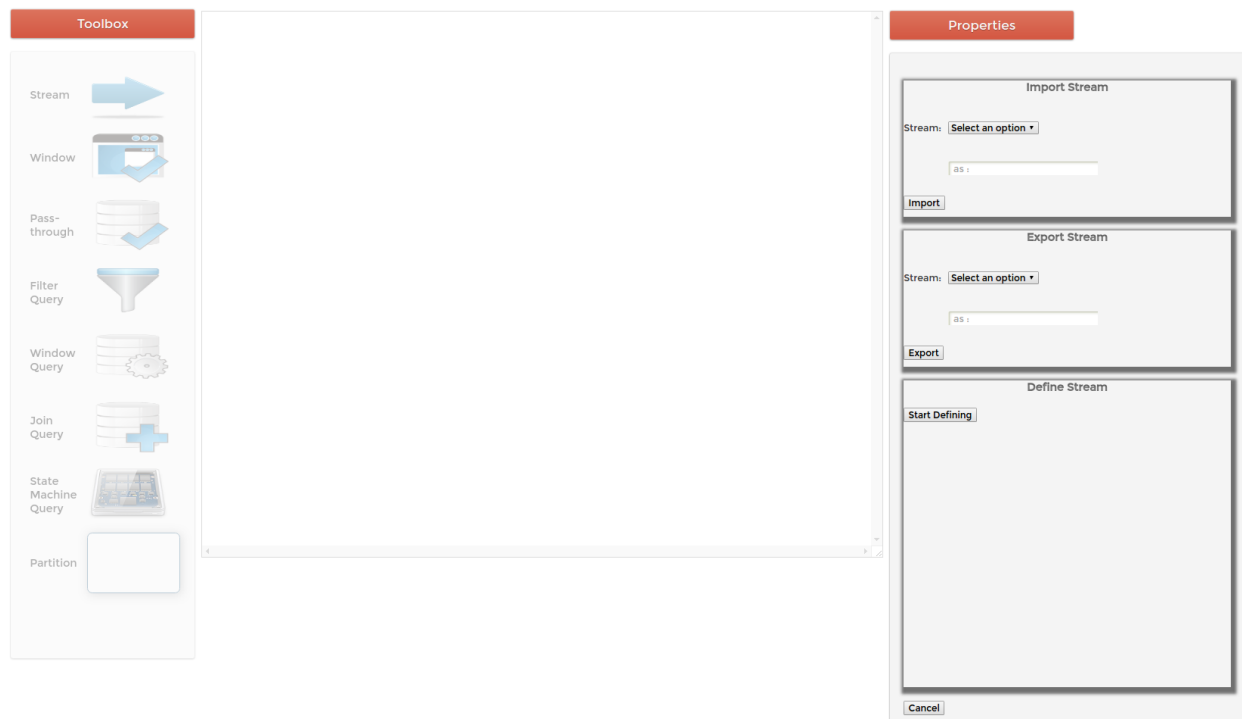 Toolbox
Stream
Window
Pass-
through
Filter
Query
Window
Query
Join
Query
State
Machine
Query
Partition
Properties
Import Stream
Stream: Select an option
as :
Import
Export Stream
Stream: Select an option
as :
Export
Define Stream
Start Defining
Cancel